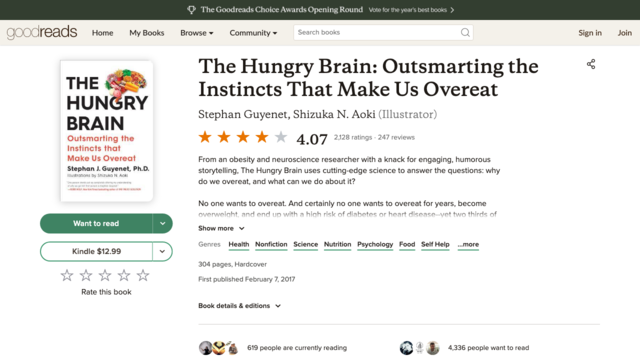 The Goodreads Choice Awards Opening Round Vote for the year's best books
goodreads Home My Books Browse Community Search books Sign in Join
THE
HUNGRY
BRAIN
Outsmarting the
Instincts that
Make Us Overeat
Stephan J. Guyenet, Ph.D.
Illustrations by Shizuka N. Aoki
Want to read
Kindle $12.99
Rate this book
The Hungry Brain: Outsmarting the
Instincts That Make Us Overeat
Stephan Guyenet, Shizuka N. Aoki (Illustrator)
4.07 2,128 ratings · 247 reviews
From an obesity and neuroscience researcher with a knack for engaging, humorous
storytelling, The Hungry Brain uses cutting-edge science to answer the questions: why
do we overeat, and what can we do about it?
No one wants to overeat. And certainly no one wants to overeat for years, become
overweight, and end up with a high risk of diabetes or heart disease--yet two thirds of
Show more
Genres Health Nonfiction Science Nutrition Psychology Food Self Help ...more
304 pages, Hardcover
First published February 7, 2017
Book details & editions
619 people are currently reading
4,336 people want to read